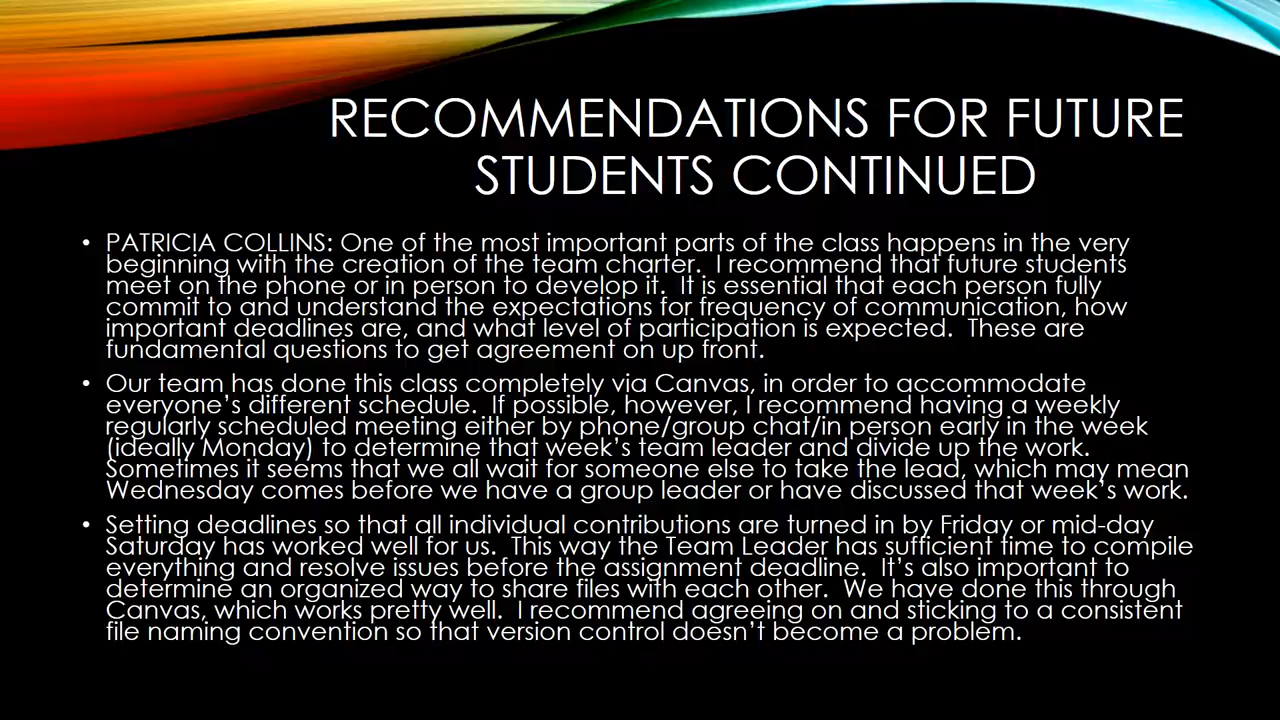 RECOMMENDATIONS FOR FUTURE
STUDENTS CONTINUED
• PATRICIA COLLINS: One of the most important parts of the class happens in the very
beginning with the creation of the team charter.  I recommend that future students
meet on the phone or in person to develop it.  It is essential that each person fully
commit to and understand the expectations for frequency of communication, how
important deadlines are, and what level of participation is expected.  These are
fundamental questions to get agreement on up front.
• Our team has done this class completely via Canvas, in order to accommodate
everyone’s different schedule.  If possible, however, I recommend having a weekly
regularly scheduled meeting either by phone/group chat/in person early in the week
(ideally Monday) to determine that week’s team leader and divide up the work.
Sometimes it seems that we all wait for someone else to take the lead, which may mean
Wednesday comes before we have a group leader or have discussed that week’s work.
• Setting deadlines so that all individual contributions are turned in by Friday or mid-day
Saturday has worked well for us.  This way the Team Leader has sufficient time to compile
everything and resolve issues before the assignment deadline.  It’s also important to
determine an organized way to share files with each other.  We have done this through
Canvas, which works pretty well.  I recommend agreeing on and sticking to a consistent
file naming convention so that version control doesn’t become a problem.